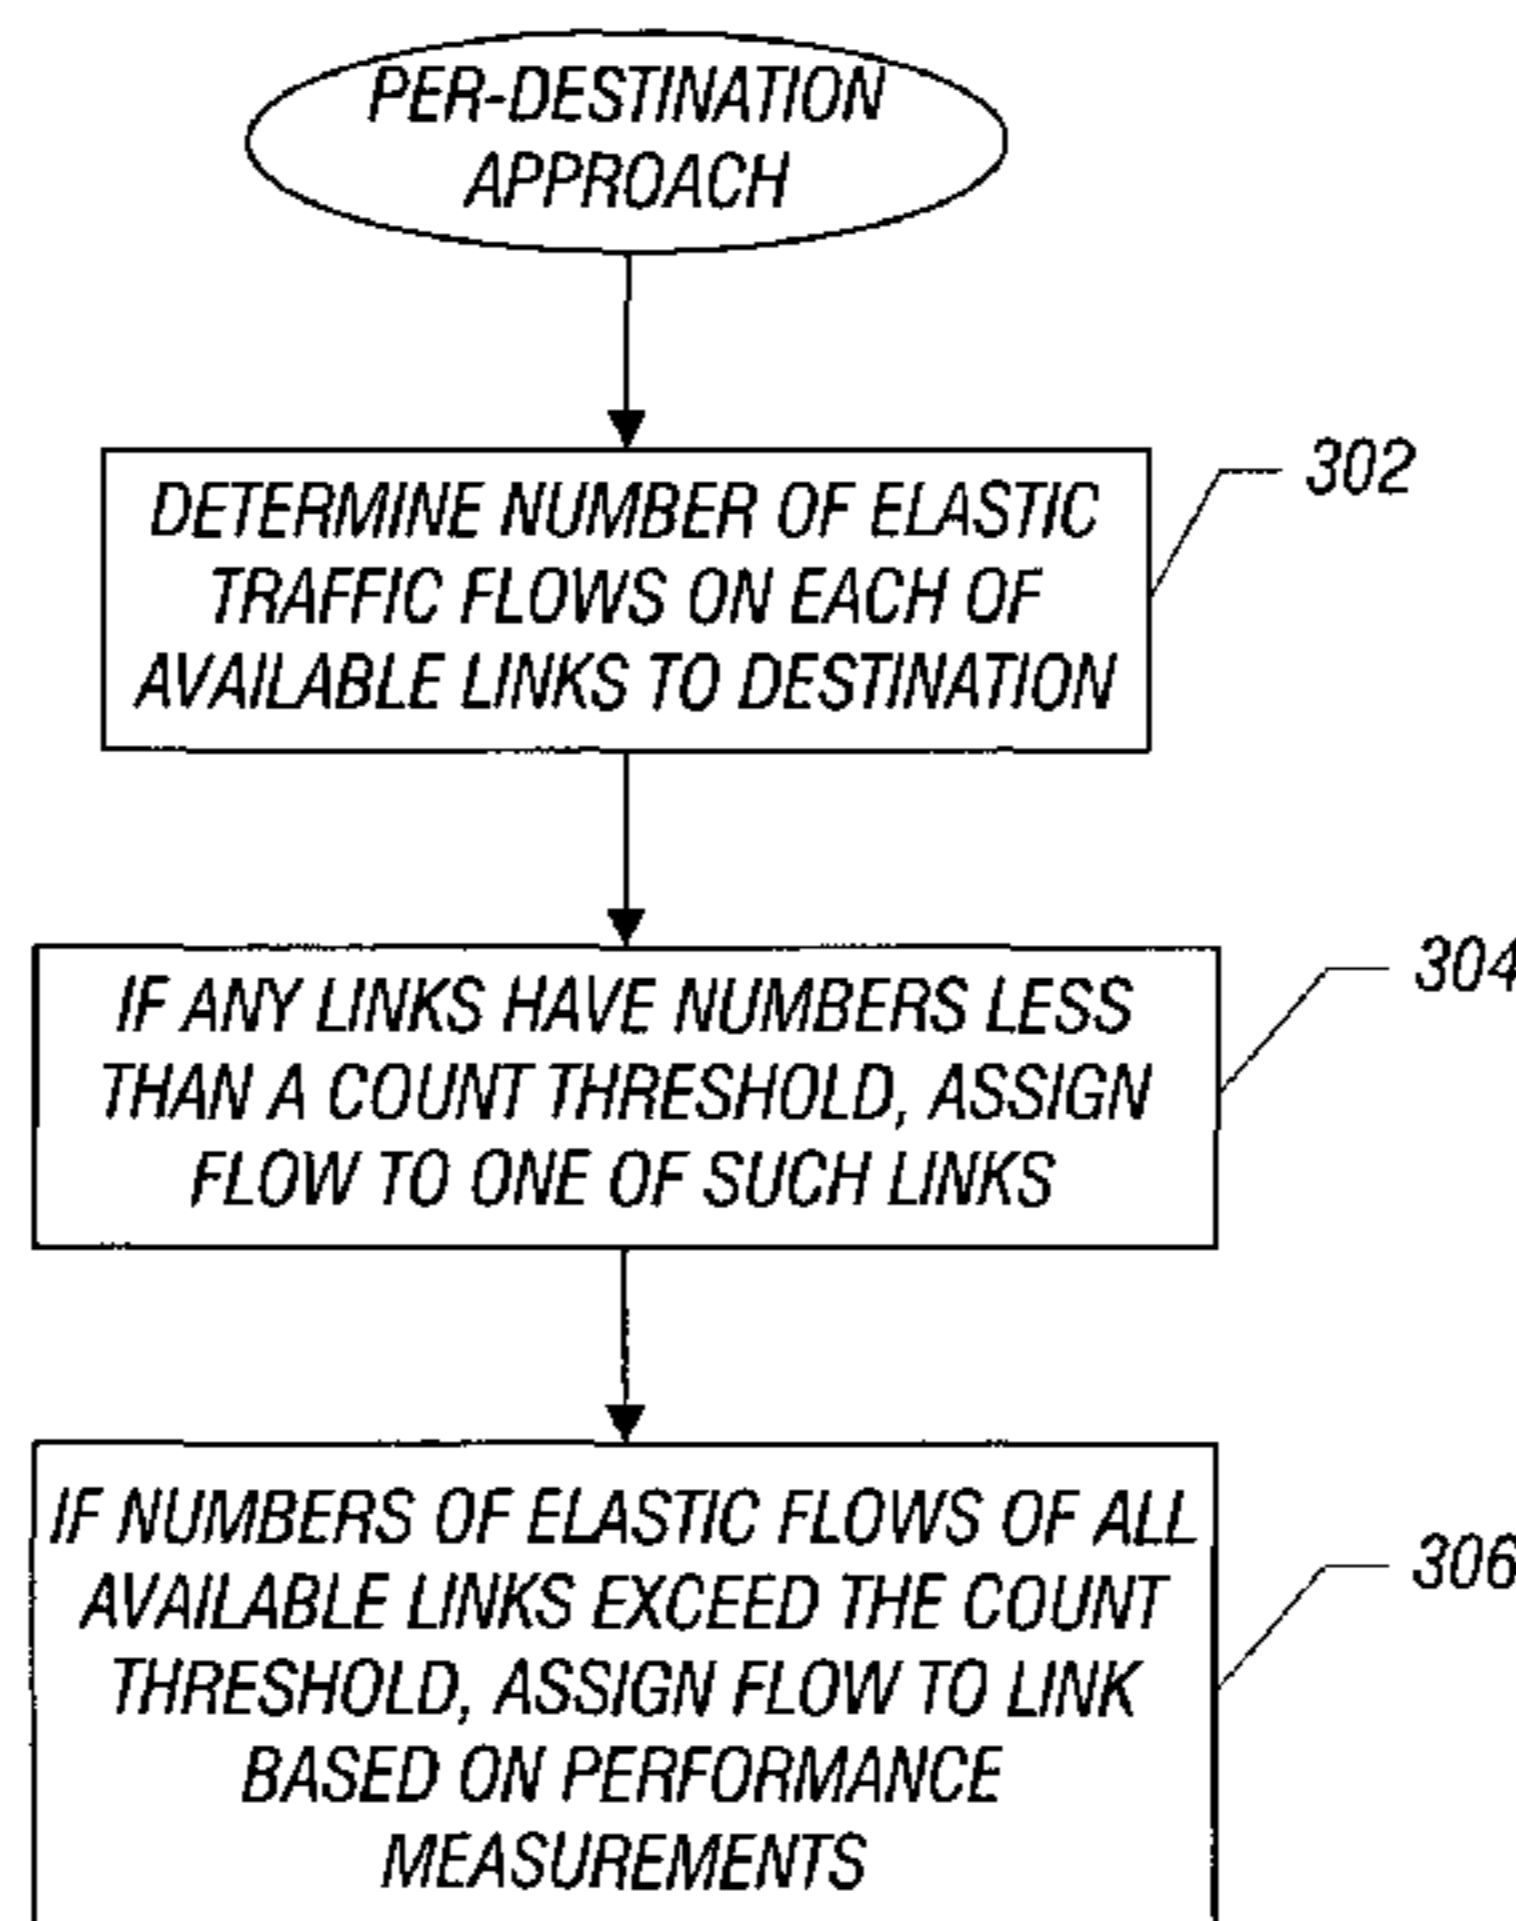 PER-DESTINATION
APPROACH
302
DETERMINE NUMBER OF ELASTIC
TRAFFIC FLOWS ON EACH OF
AVAILABLE LINKS TO DESTINATION
304
IF ANY LINKS HAVE NUMBERS LESS
THAN A COUNT THRESHOLD, ASSIGN
FLOW TO ONE OF SUCH LINKS
IF NUMBERS OF ELASTIC FLOWS OF ALL
AVAILABLE LINKS EXCEED THE COUNT
THRESHOLD, ASSIGN FLOW TO LINK
BASED ON PERFORMANCE
MEASUREMENTS
306